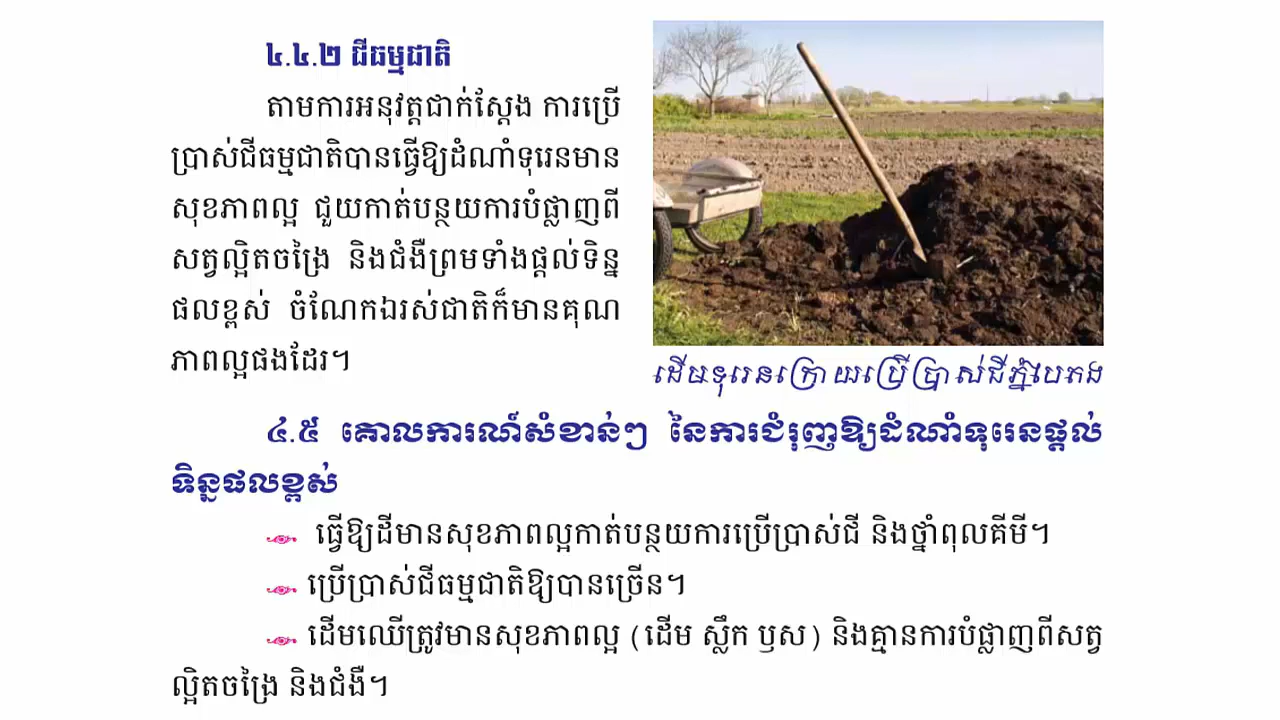 ៤.៤.២ ជីធម្មជាតិ
តាមការអនុវត្តជាក់ស្តែង ការប្រើ
ប្រាស់ជីធម្មជាតិបានធ្វើឱ្យដំណាំទុរេនមាន
សុខភាពល្អ ជួយកាត់បន្ថយការបំផ្លាញពី
សត្វល្អិតចង្រៃ និងជំងឺព្រមទាំងផ្តល់ទិន្ន
ផលខ្ពស់ ចំណែកឯរស់ជាតិក៏មានគុណ
ភាពល្អផងដែរ។
ដើមទុរេនក្រោយប្រើប្រាស់ជីភ្នំបៃតង
៤.៥ គោលការណ៍សំខាន់ៗ នៃការជំរុញឱ្យដំណាំទុរេនផ្តល់
ទិន្នផលខ្ពស់
ធ្វើឱ្យដីមានសុខភាពល្អកាត់បន្ថយការប្រើប្រាស់ជី និងថ្នាំពុលគីមី។
ប្រើប្រាស់ជីធម្មជាតិឱ្យបានច្រើន។
ដើមឈើត្រូវមានសុខភាពល្អ (ដើម ស្លឹក ឫស) និងគ្មានការបំផ្លាញពីសត្វ
ល្អិតចង្រៃ និងជំងឺ។